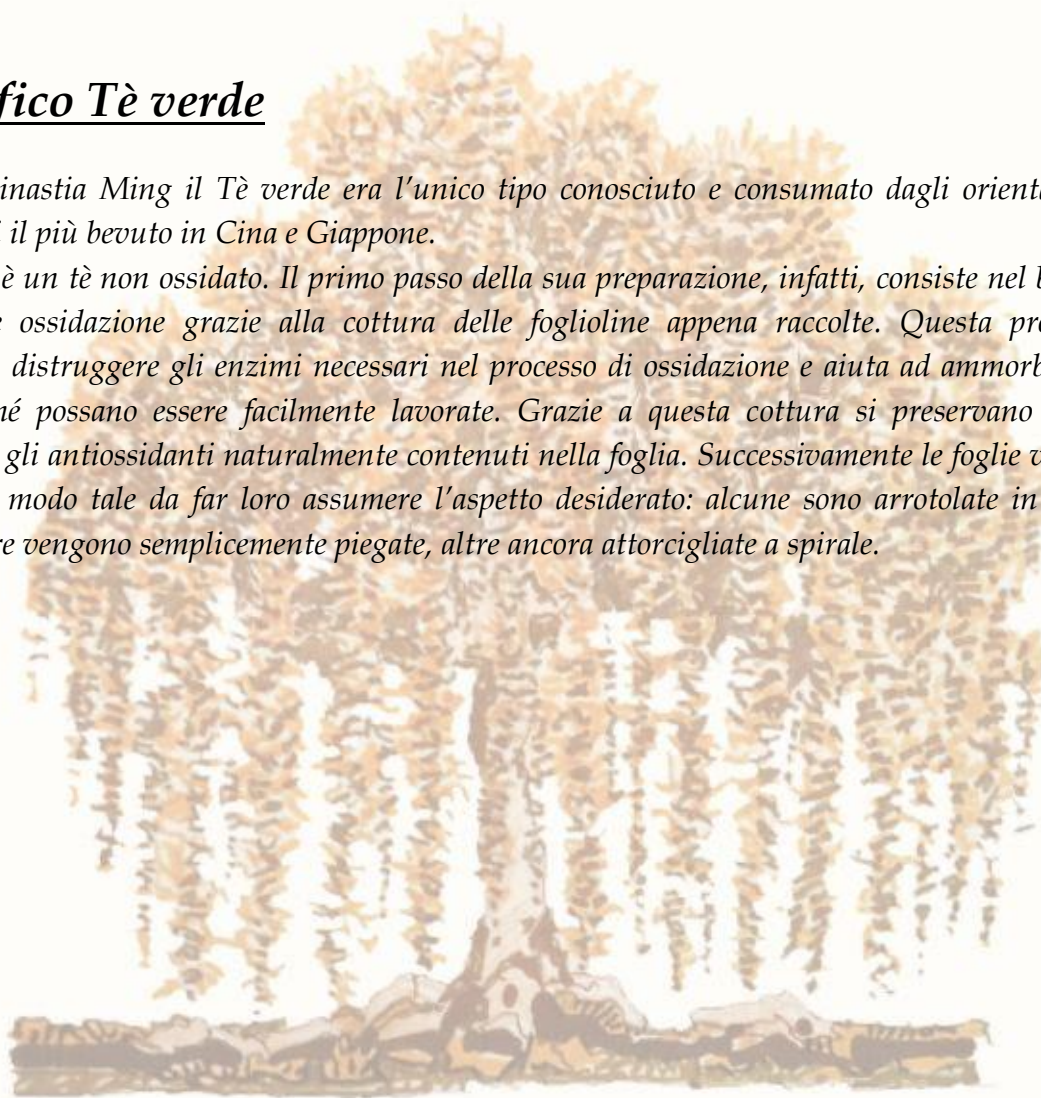 fico Tè verde
inastia Ming il Tè verde era l’unico tipo conosciuto e consumato dagli orienta
il più bevuto in Cina e Giappone.
è un tè non ossidato. Il primo passo della sua preparazione, infatti, consiste nel b
ossidazione grazie alla cottura delle foglioline appena raccolte. Questa pro
distruggere gli enzimi necessari nel processo di ossidazione e aiuta ad ammorb
né possano essere facilmente lavorate. Grazie a questa cottura si preservano
gli antiossidanti naturalmente contenuti nella foglia. Successivamente le foglie v
modo tale da far loro assumere l’aspetto desiderato: alcune sono arrotolate in
re vengono semplicemente piegate, altre ancora attorcigliate a spirale.